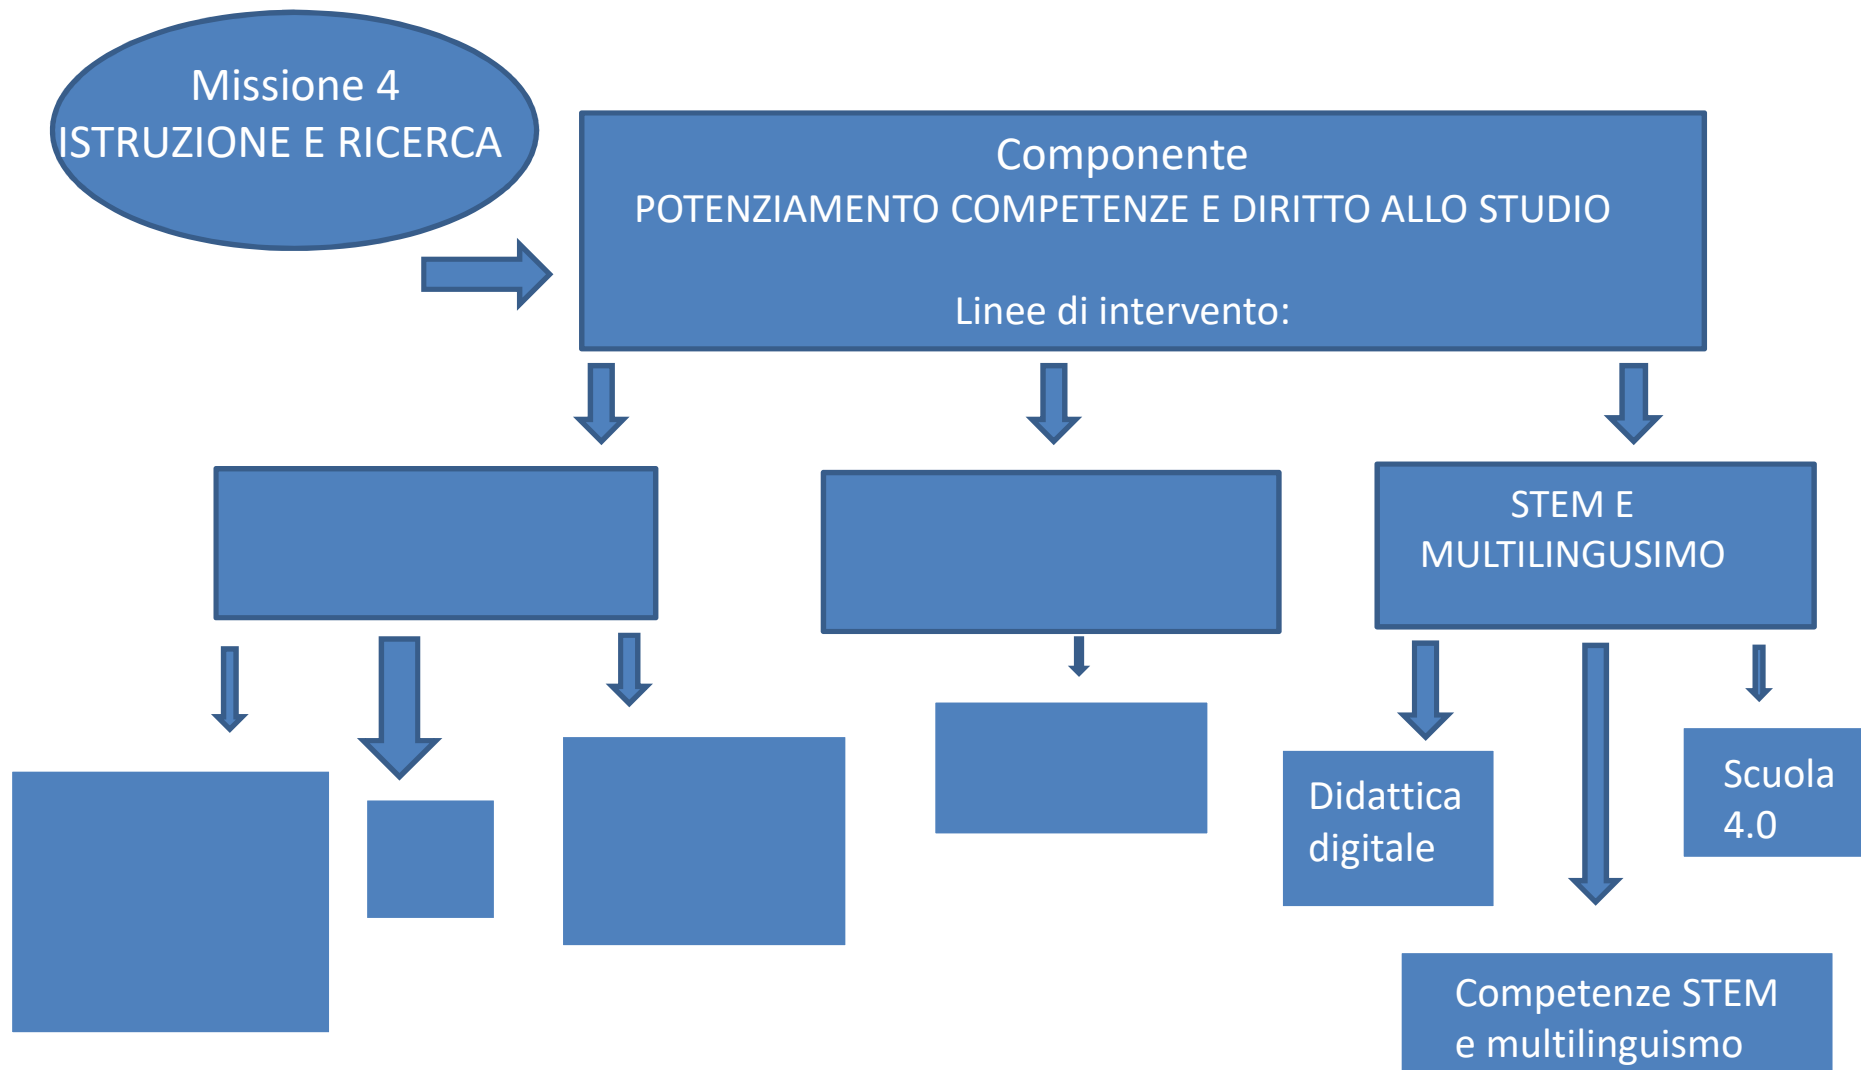 Missione 4
ISTRUZIONE E RICERCA
Componente
POTENZIAMENTO COMPETENZE E DIRITTO ALLO STUDIO
Linee di intervento:
STEM E
MULTILINGUSIMO
Didattica
digitale
Scuola
4.0
Competenze STEM
e multilinguismo